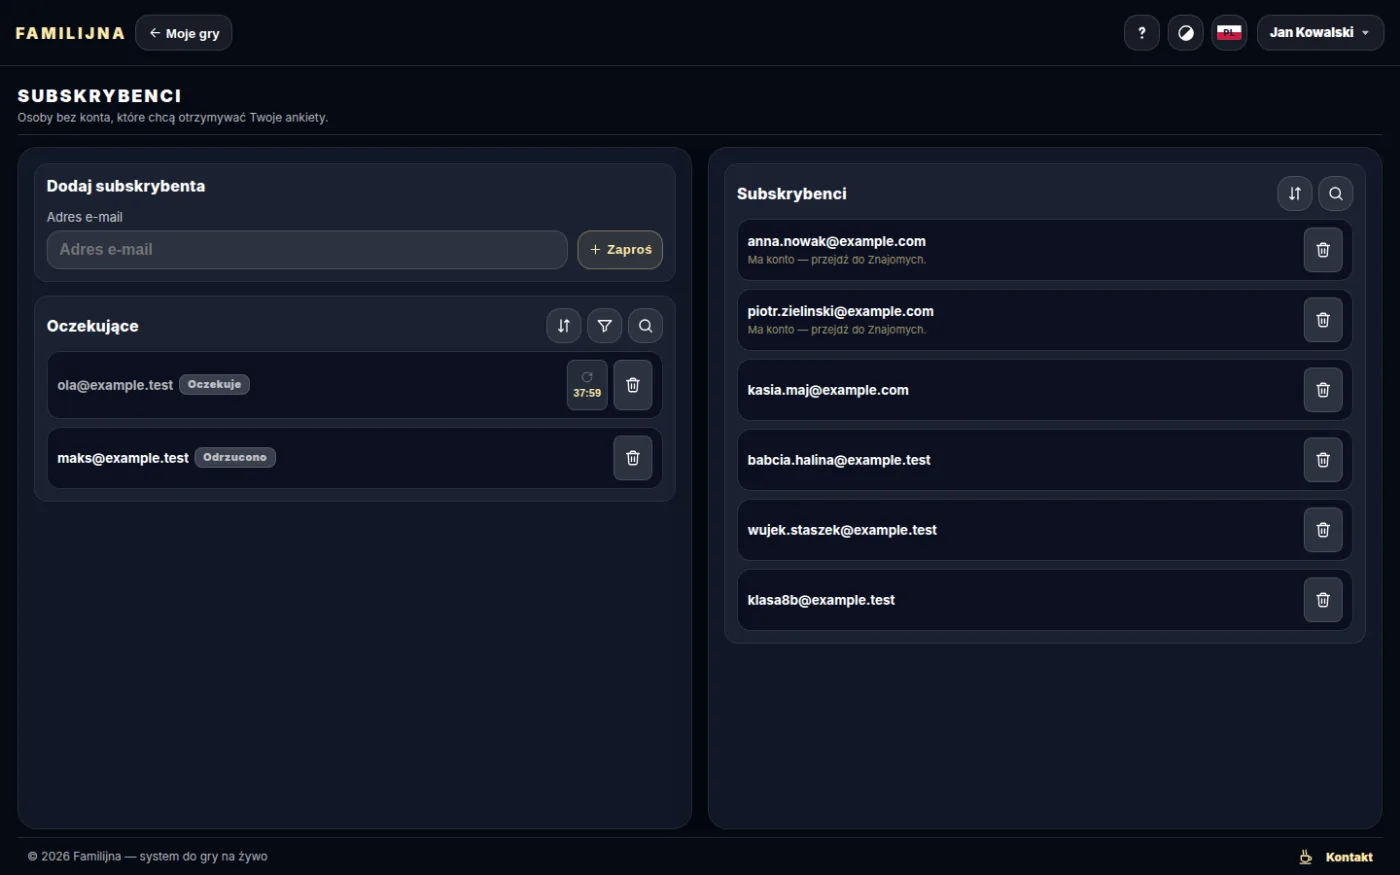 FAMILIJNA
← Moje gry
?
PL
Jan Kowalski
SUBSKRYBENCI
Osoby bez konta, które chcą otrzymywać Twoje ankiety.
Dodaj subskrybenta
Adres e-mail
Adres e-mail
+ Zaproś
Oczekujące
ola@example.test Oczekuje
37:59
maks@example.test Odrzucono
Subskrybenci
anna.nowak@example.com
Ma konto — przejdź do Znajomych.
piotr.zielinski@example.com
Ma konto — przejdź do Znajomych.
kasia.maj@example.com
babcia.halina@example.test
wujek.staszek@example.test
klasa8b@example.test
© 2026 Familijna — system do gry na żywo
Kontakt